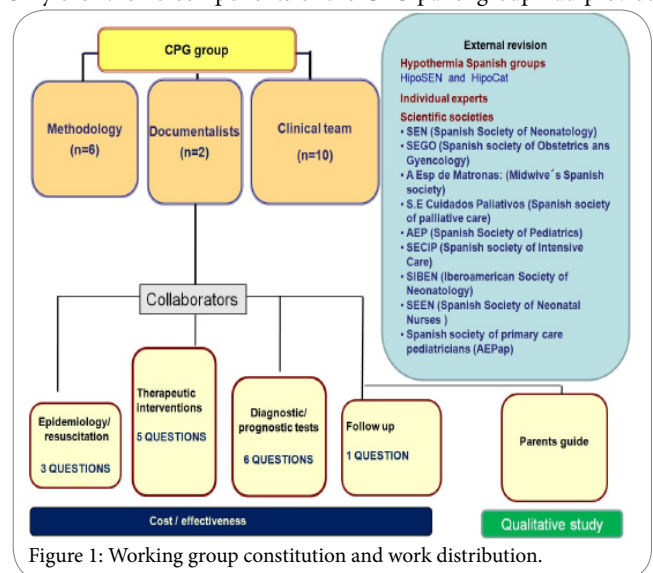 CPG group
Methodology
(n=6)
Documentalists
(n=2)
Clinical team
(n=10)
External revision
Hypothermia Spanish groups
HipoSEN and HipoCat
Individual experts
Scientific societies
• SEN (Spanish Society of Neonatology)
• SEGO (Spanish society of Obstetrics ans
Gyencology)
• A Esp de Matronas: (Midwive´s Spanish
society)
• S.E Cuidados Paliativos (Spanish society
of palliative care)
• AEP (Spanish Society of Pediatrics)
• SECIP (Spanish society of Intensive
Care)
• SIBEN (Iberoamerican Society of
Neonatology)
• SEEN (Spanish Society of Neonatal
Nurses )
• Spanish society of primary care
pediatricians (AEPap)
Collaborators
Epidemiology/
resuscitation
3 QUESTIONS
Therapeutic
interventions
5 QUESTIONS
Diagnostic/
prognostic tests
6 QUESTIONS
Follow up
1 QUESTION
Parents guide
Cost / effectiveness
Qualitative study
Figure 1: Working group constitution and work distribution.